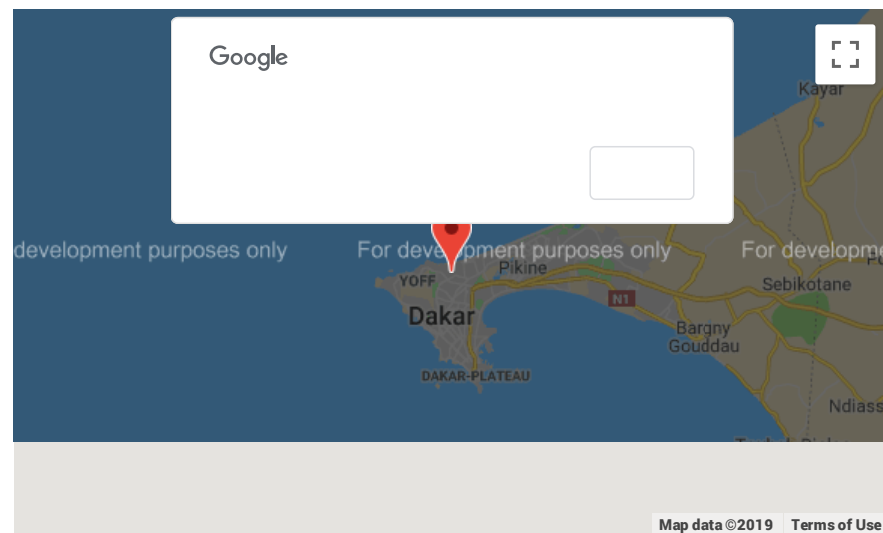 Google
Kayar
development purposes only
For development purposes only
For developme
Pikine
YOFF
Sebikotane
N1
Dakar
Bargny
Gouddau
DAKAR-PLATEAU
Ndiass
Map data ©2019
Terms of Use